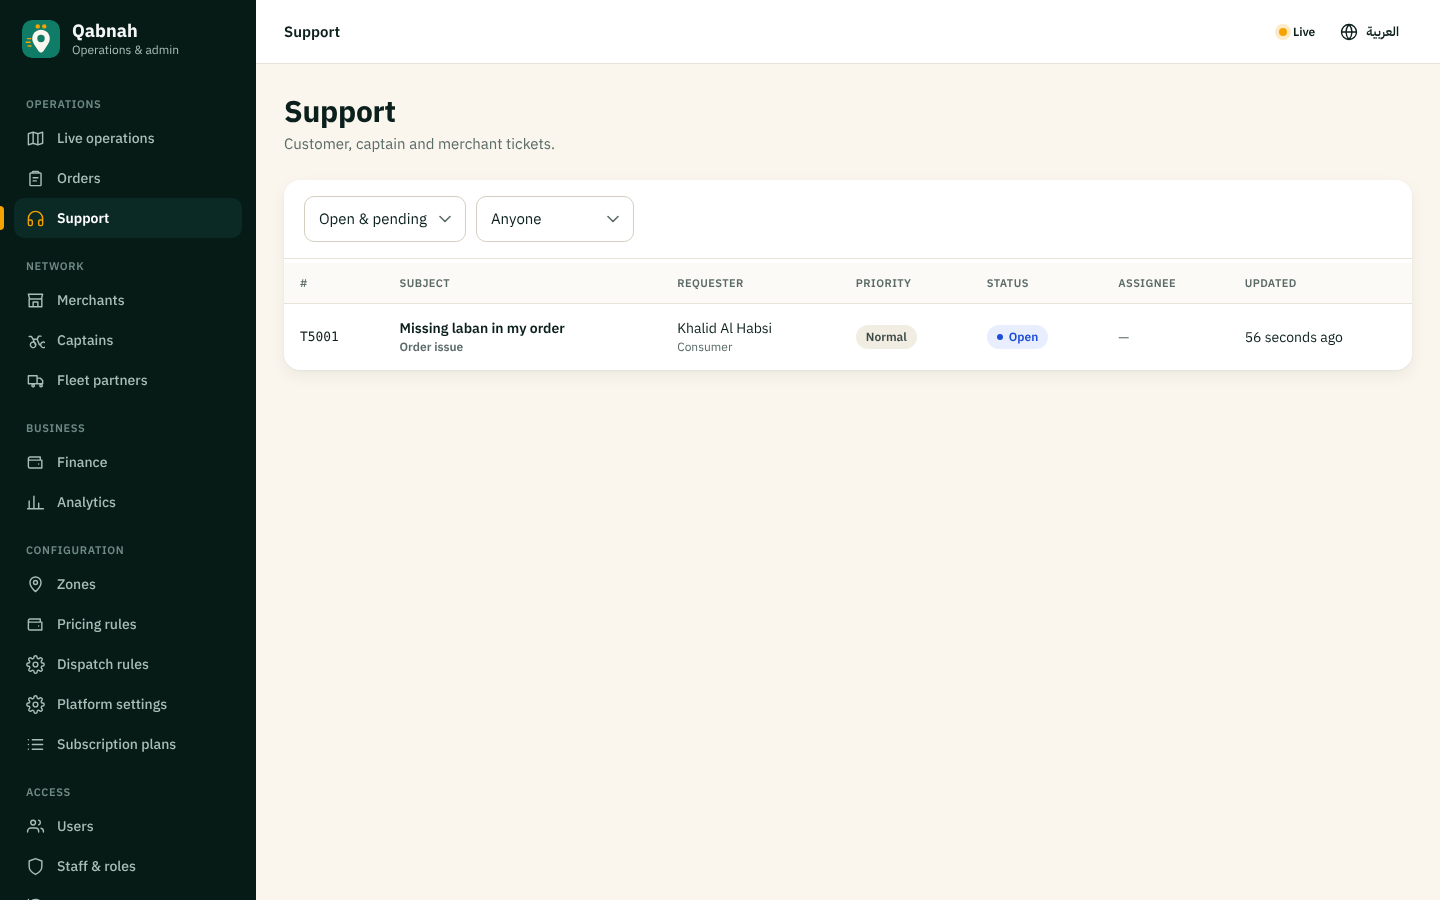 Qabnah
Operations & admin
OPERATIONS
Live operations
Orders
Support
NETWORK
Merchants
Captains
Fleet partners
BUSINESS
Finance
Analytics
CONFIGURATION
Zones
Pricing rules
Dispatch rules
Platform settings
Subscription plans
ACCESS
Users
Staff & roles
Support
Live
العربية
Support
Customer, captain and merchant tickets.
Open & pending
Anyone
# SUBJECT REQUESTER PRIORITY STATUS ASSIGNEE UPDATED
T5001 Missing laban in my order Khalid Al Habsi Normal Open — 56 seconds ago
Order issue Consumer